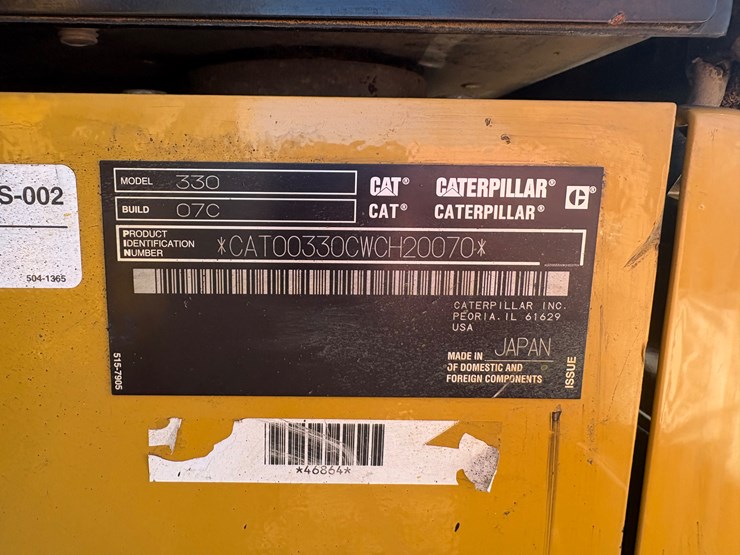 S-002
504-1365
MODEL 330
BUILD 07C
CAT® CATERPILLAR® C®
CAT® CATERPILLAR®
PRODUCT
IDENTIFICATION
NUMBER
*CAT00330CWCH20070*
CATERPILLAR INC.
PEORIA, IL 61629
USA
MADE IN JAPAN
OF DOMESTIC AND
FOREIGN COMPONENTS
ISSUE
515-7905
*46864*